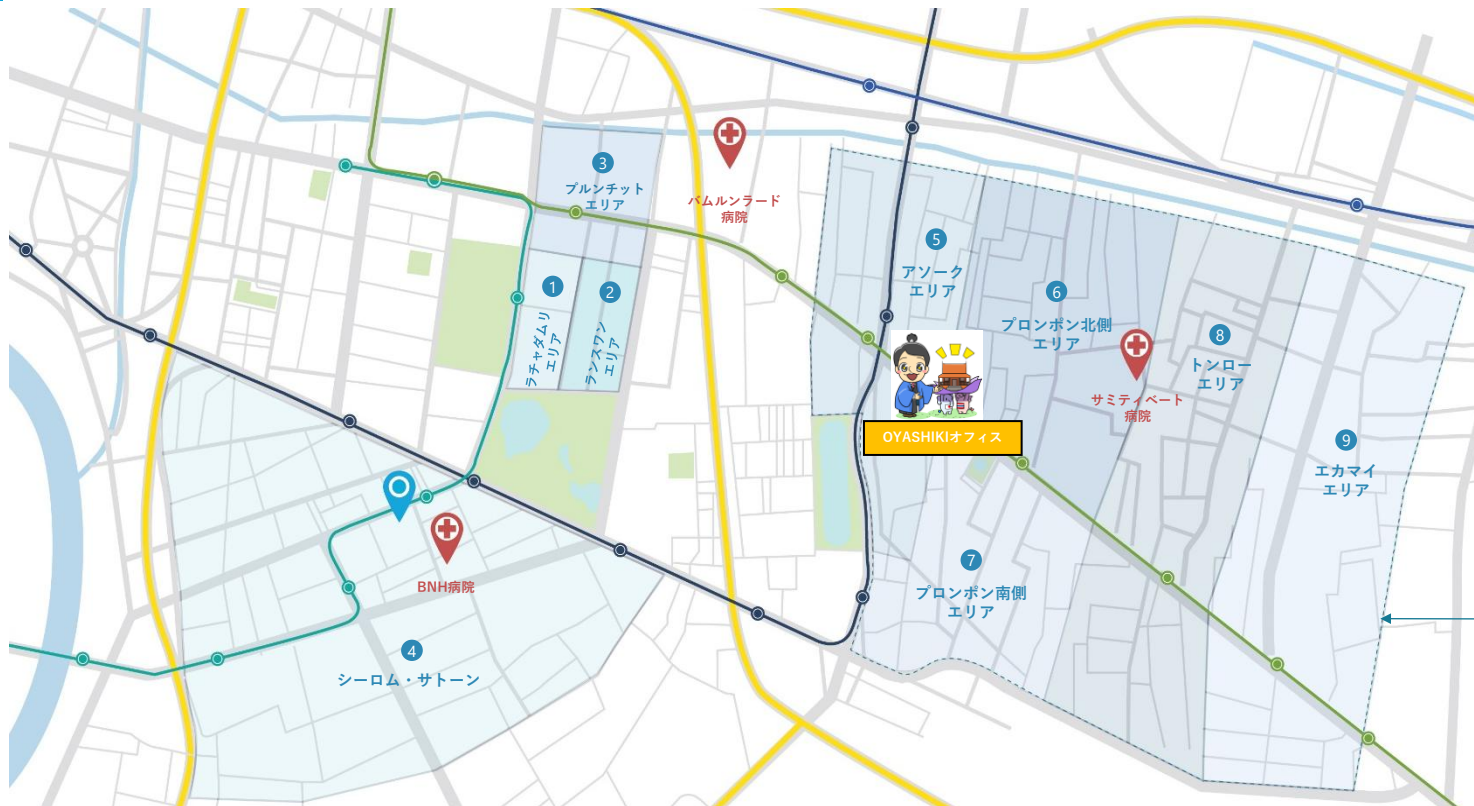 3
プルンチット
エリア
バムルンラード
病院
1
ラチャダムリ
エリア
2
ランスワン
エリア
5
アソーク
エリア
6
プロンポン北側
エリア
サミティベート
病院
8
トンロー
エリア
9
エカマイ
エリア
OYASHIKIオフィス
BNH病院
7
プロンポン南側
エリア
4
シーロム・サトーン